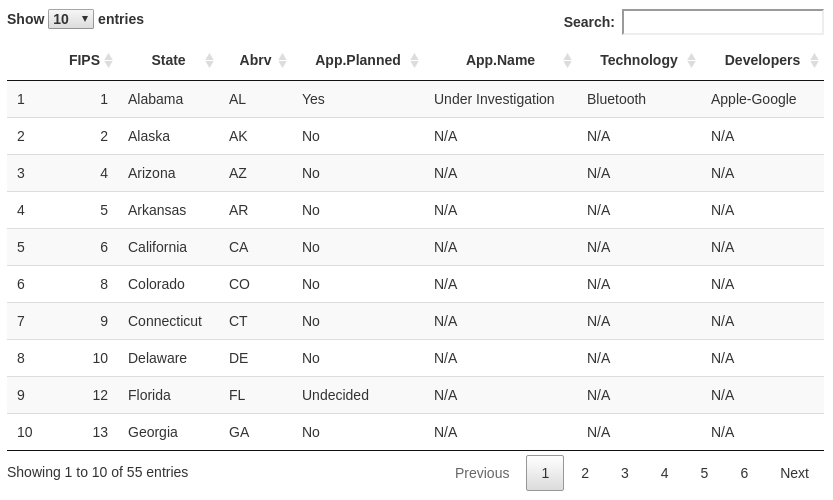 Show 10 entries Search:
FIPS State Abrv App.Planned App.Name Technology Developers
1 1 Alabama AL Yes Under Investigation Bluetooth Apple-Google
2 2 Alaska AK No N/A N/A N/A
3 4 Arizona AZ No N/A N/A N/A
4 5 Arkansas AR No N/A N/A N/A
5 6 California CA No N/A N/A N/A
6 8 Colorado CO No N/A N/A N/A
7 9 Connecticut CT No N/A N/A N/A
8 10 Delaware DE No N/A N/A N/A
9 12 Florida FL Undecided N/A N/A N/A
10 13 Georgia GA No N/A N/A N/A
Showing 1 to 10 of 55 entries Previous 1 2 3 4 5 6 Next